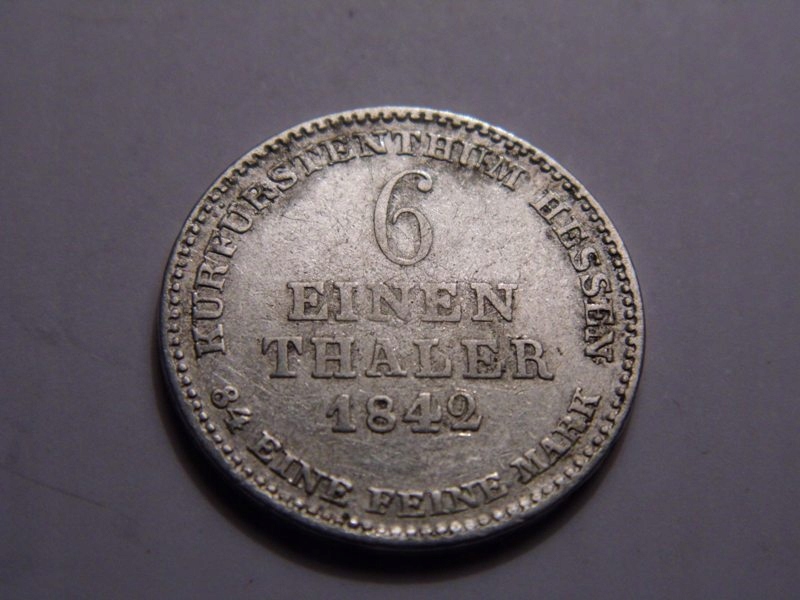 KURFÜRSTENTHUM HESSEN
6
EINEN
THALER
1842
84 EINE FEINE MARK